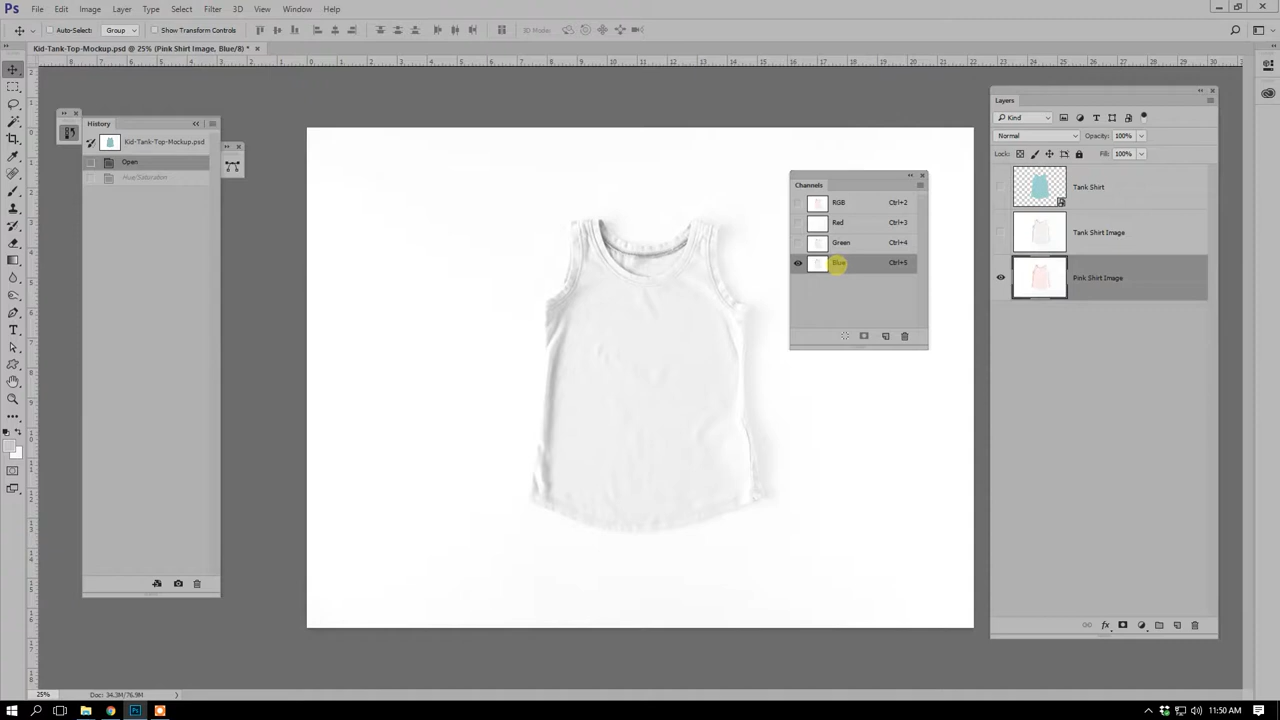 Ps File Edit Image Layer Type Select Filter 3D View Window Help
Auto-Select: Group Show Transform Controls 3D Mode:
Kid-Tank-Top-Mockup.psd @ 25% (Pink Shirt Image, Blue/8) *
History
Kid-Tank-Top-Mockup.psd
Open
Hue/Saturation
Channels
RGB Ctrl+2
Red Ctrl+3
Green Ctrl+4
Blue Ctrl+5
Layers
Kind
Normal Opacity: 100%
Lock: Fill: 100%
Tank Shirt
Tank Shirt Image
Pink Shirt Image
25% Doc: 34.3M/76.9M
11:50 AM